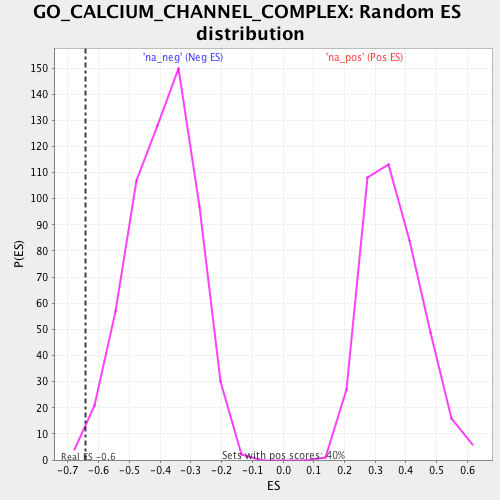 GO_CALCIUM_CHANNEL_COMPLEX: Random ES
distribution
'na_neg' (Neg ES)
'na_pos' (Pos ES)
150
140
130
120
110
100
90
80
70
60
50
40
30
20
10
0
P(ES)
Real ES -0.6
Sets with pos scores: 40%
-0.7 -0.6 -0.5 -0.4 -0.3 -0.2 -0.1 0.0 0.1 0.2 0.3 0.4 0.5 0.6
ES